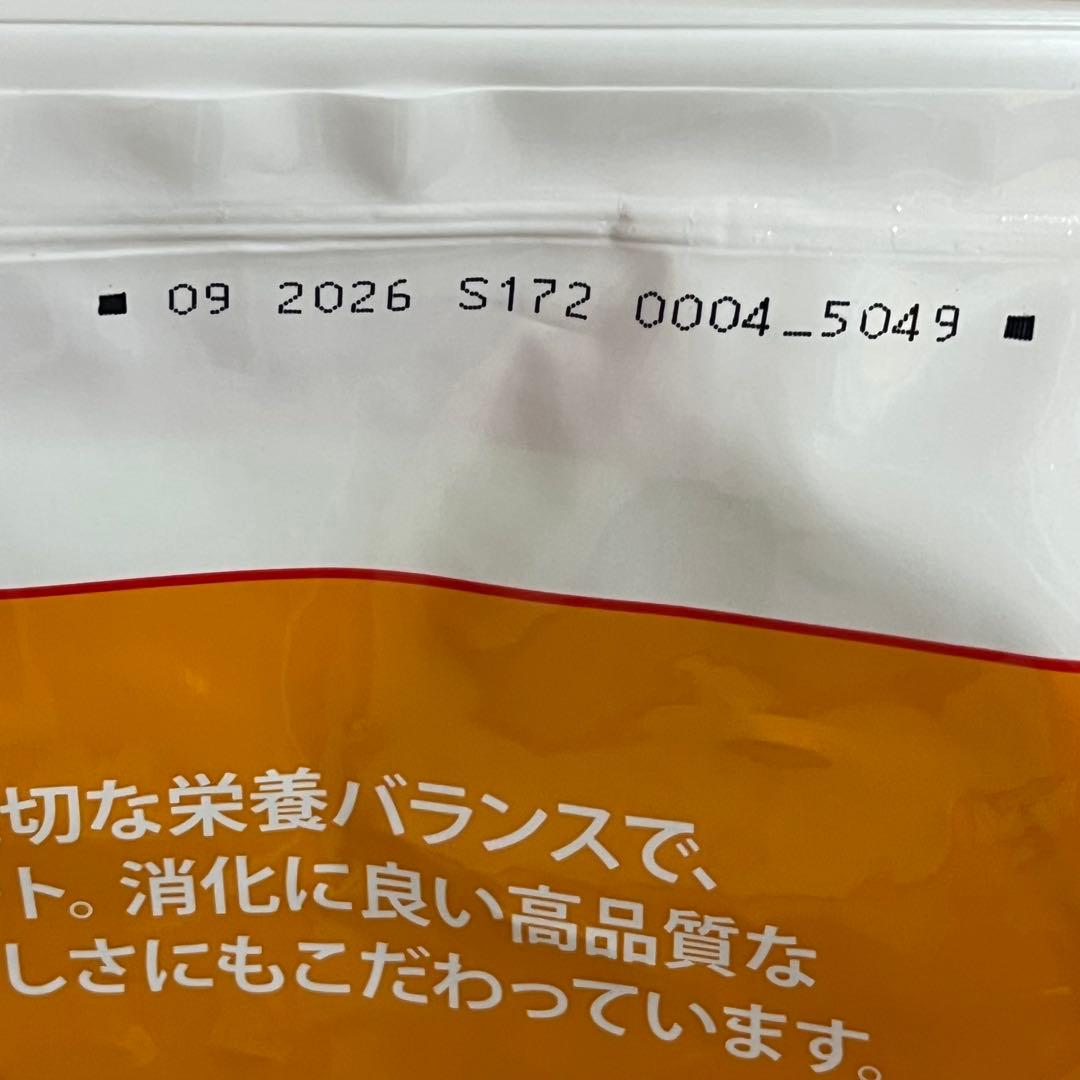 09 2026 S172 0004_5049
切な栄養バランスで、
ート。消化に良い高品質な
しさにもこだわっています。